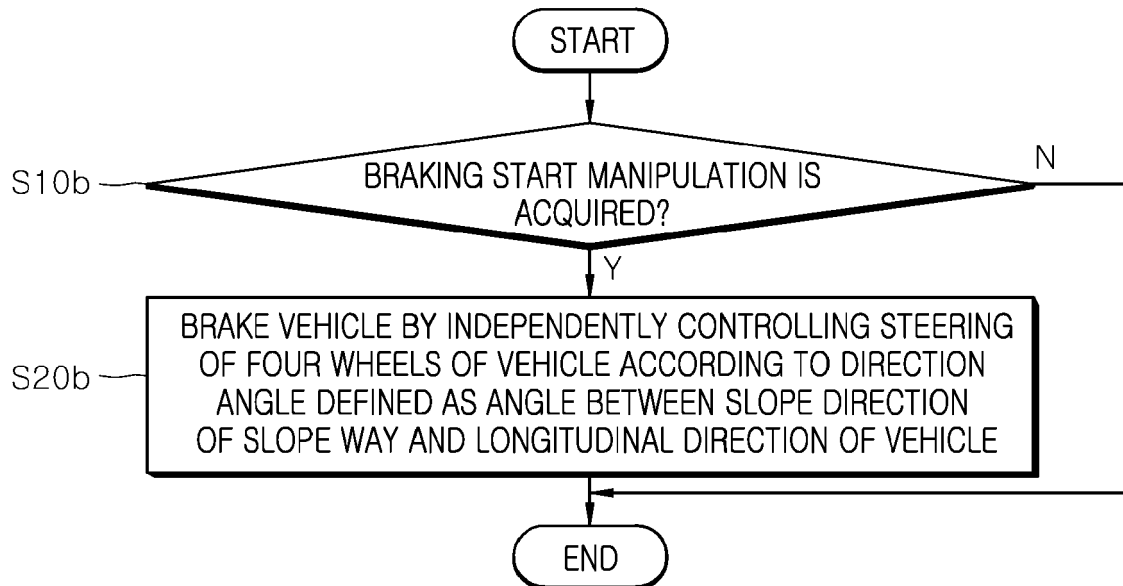 START
S10b
BRAKING START MANIPULATION IS
ACQUIRED?
N
Y
S20b
BRAKE VEHICLE BY INDEPENDENTLY CONTROLLING STEERING
OF FOUR WHEELS OF VEHICLE ACCORDING TO DIRECTION
ANGLE DEFINED AS ANGLE BETWEEN SLOPE DIRECTION
OF SLOPE WAY AND LONGITUDINAL DIRECTION OF VEHICLE
END